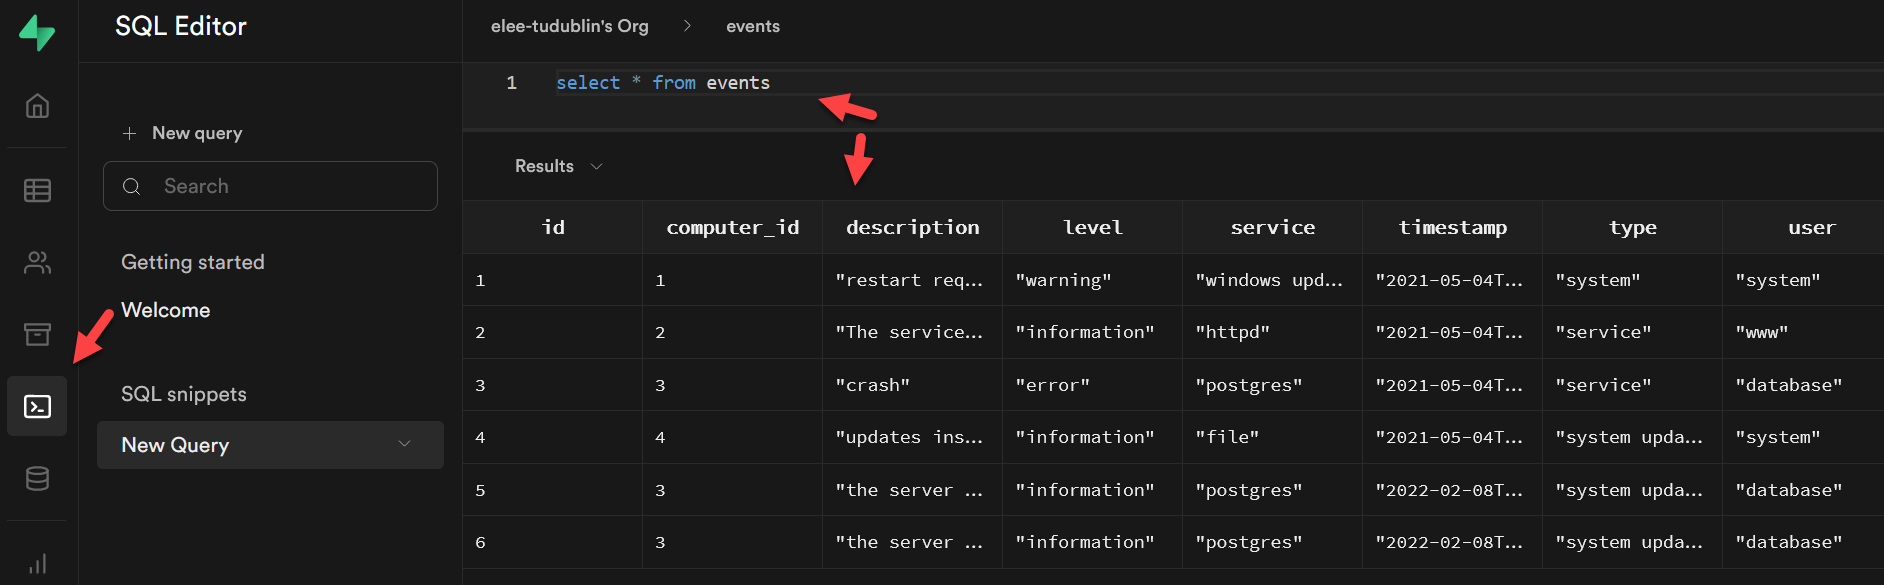 SQL Editor
elee-tudublin's Org > events
1 select * from events
+ New query
Search
Getting started
Welcome
SQL snippets
New Query
Results
id computer_id description level service timestamp type user
1 1 "restart req... "warning" "windows upd... "2021-05-04T... "system" "system"
2 2 "The service... "information" "httpd" "2021-05-04T... "service" "www"
3 3 "crash" "error" "postgres" "2021-05-04T... "service" "database"
4 4 "updates ins... "information" "file" "2021-05-04T... "system upda... "system"
5 3 "the server ... "information" "postgres" "2022-02-08T... "system upda... "database"
6 3 "the server ... "information" "postgres" "2022-02-08T... "system upda... "database"